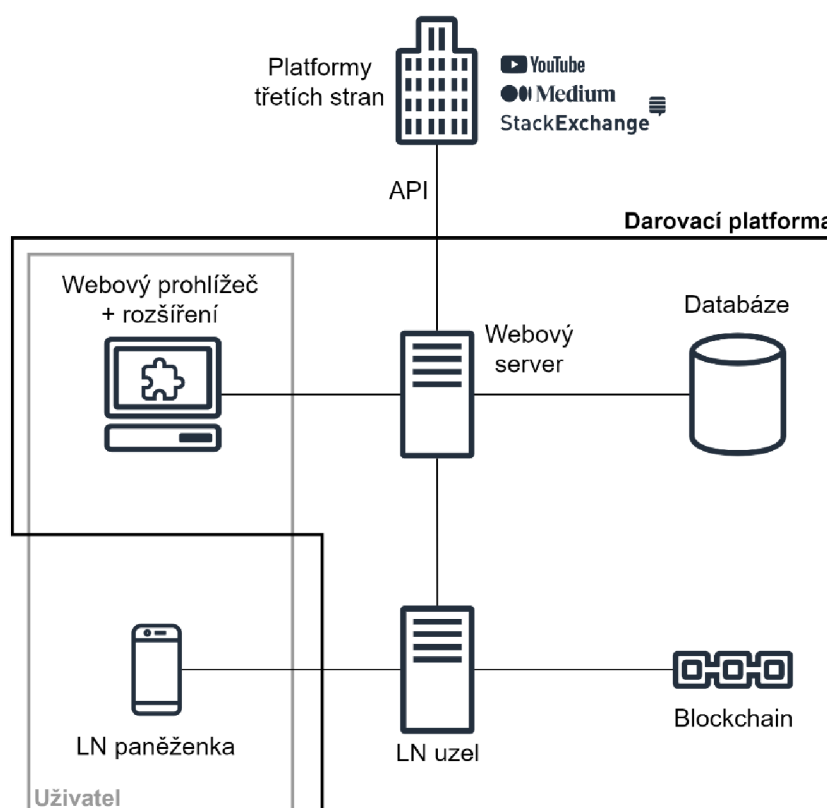 Platformy
třetích stran
YouTube
Medium
StackExchange
API
Darovací platforma
Webový prohlížeč
+ rozšíření
Webový
server
Databáze
LN paněženka
LN uzel
Blockchain
Uživatel